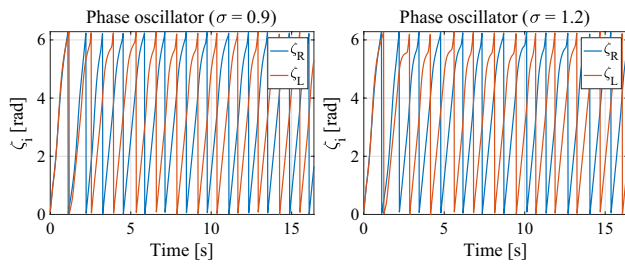 Phase oscillator (σ = 0.9)
6
4
2
0
ζi [rad]
ζR
ζL
0 5 10 15
Time [s]
Phase oscillator (σ = 1.2)
6
4
2
0
ζi [rad]
ζR
ζL
0 5 10 15
Time [s]